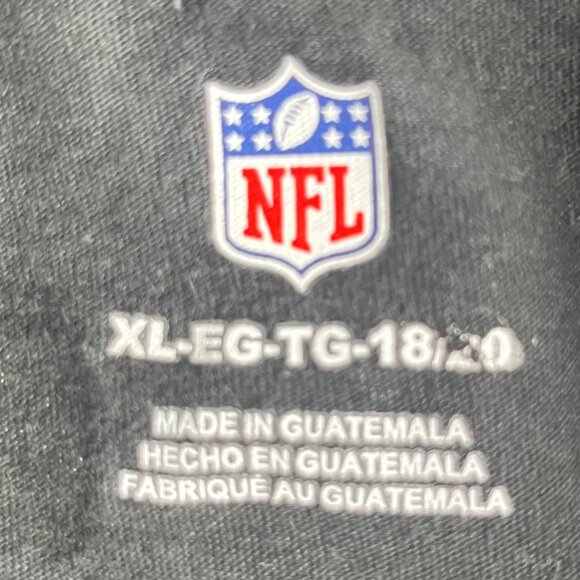 NFL
XL-EG-TG-18/20
MADE IN GUATEMALA
HECHO EN GUATEMALA
FABRIQUÉ AU GUATEMALA